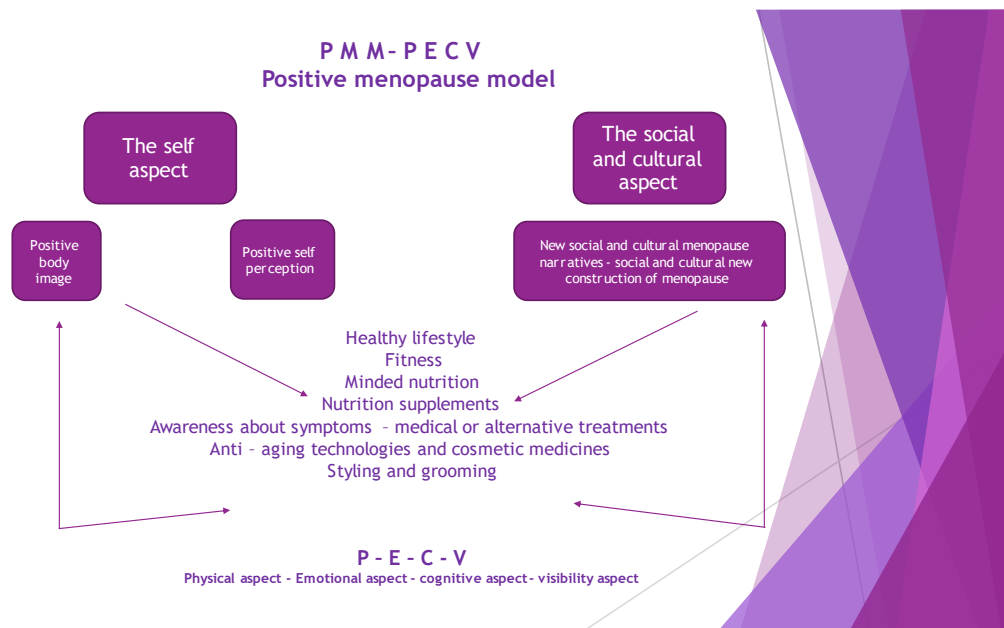 P M M - P E C V
Positive menopause model
The self
aspect
The social
and cultural
aspect
Positive
body
image
Positive self
perception
New social and cultural menopause
narratives - social and cultural new
construction of menopause
Healthy lifestyle
Fitness
Minded nutrition
Nutrition supplements
Awareness about symptoms – medical or alternative treatments
Anti – aging technologies and cosmetic medicines
Styling and grooming
P – E – C - V
Physical aspect - Emotional aspect - cognitive aspect - visibility aspect